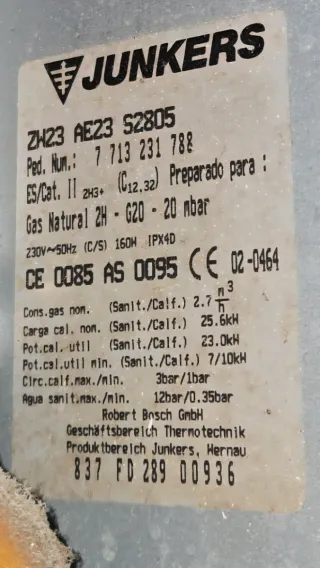 JUNKERS
ZW23 AE23 S2805
Ped. Num.: 7 713 231 788
ES/Cat. II 2H3+ (C12,32) Preparado para :
Gas Natural 2H - G20 - 20 mbar
230V~50Hz (C/S) 160W IPX4D
CE 0085 AS 0095 CE 02-0464
Cons.gas nom. (Sanit./Calf.) 2.7 m3/h
Carga cal. nom. (Sanit./Calf.) 25.6kW
Pot.cal. util (Sanit./Calf.) 23.0kW
Pot.cal. util min. (Sanit./Calf.) 7/10kW
Circ.calf.max./min. 3bar/1bar
Agua sanit.max./min. 12bar/0.35bar
Robert Bosch GmbH
Geschäftsbereich Thermotechnik
Produktbereich Junkers, Wernau
837 FD 289 00936